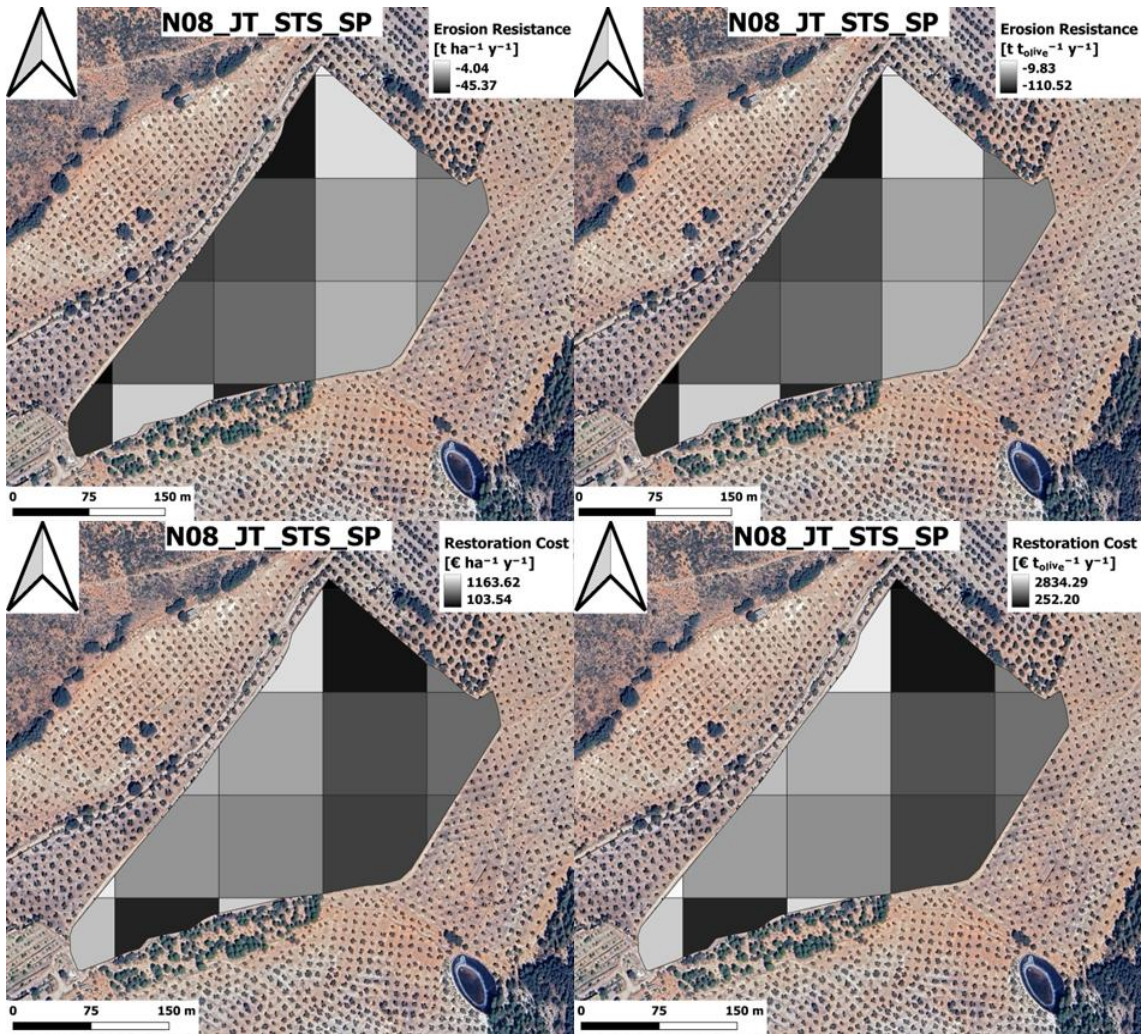 N08_JT_STS_SP
Erosion Resistance
[t ha⁻¹ y⁻¹]
-4.04
-45.37
0 75 150 m
N08_JT_STS_SP
Erosion Resistance
[t tₒₗᵢᵥₑ⁻¹ y⁻¹]
-9.83
-110.52
0 75 150 m
N08_JT_STS_SP
Restoration Cost
[€ ha⁻¹ y⁻¹]
1163.62
103.54
0 75 150 m
N08_JT_STS_SP
Restoration Cost
[€ tₒₗᵢᵥₑ⁻¹ y⁻¹]
2834.29
252.20
0 75 150 m